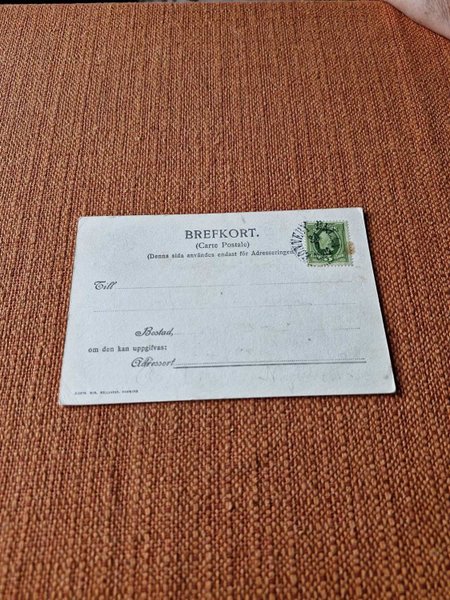 BREFKORT.
(Carte Postale)
(Denna sida användes endast för Adresseringen
Till
Bostad,
om den kan uppgifvas:
Adressort